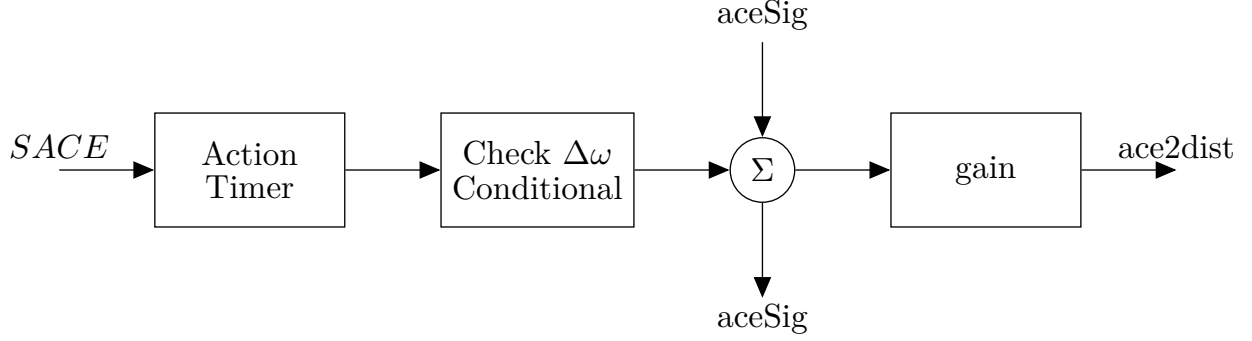 aceSig
SACE
Action
Timer
Check Δω
Conditional
Σ
gain
ace2dist
aceSig